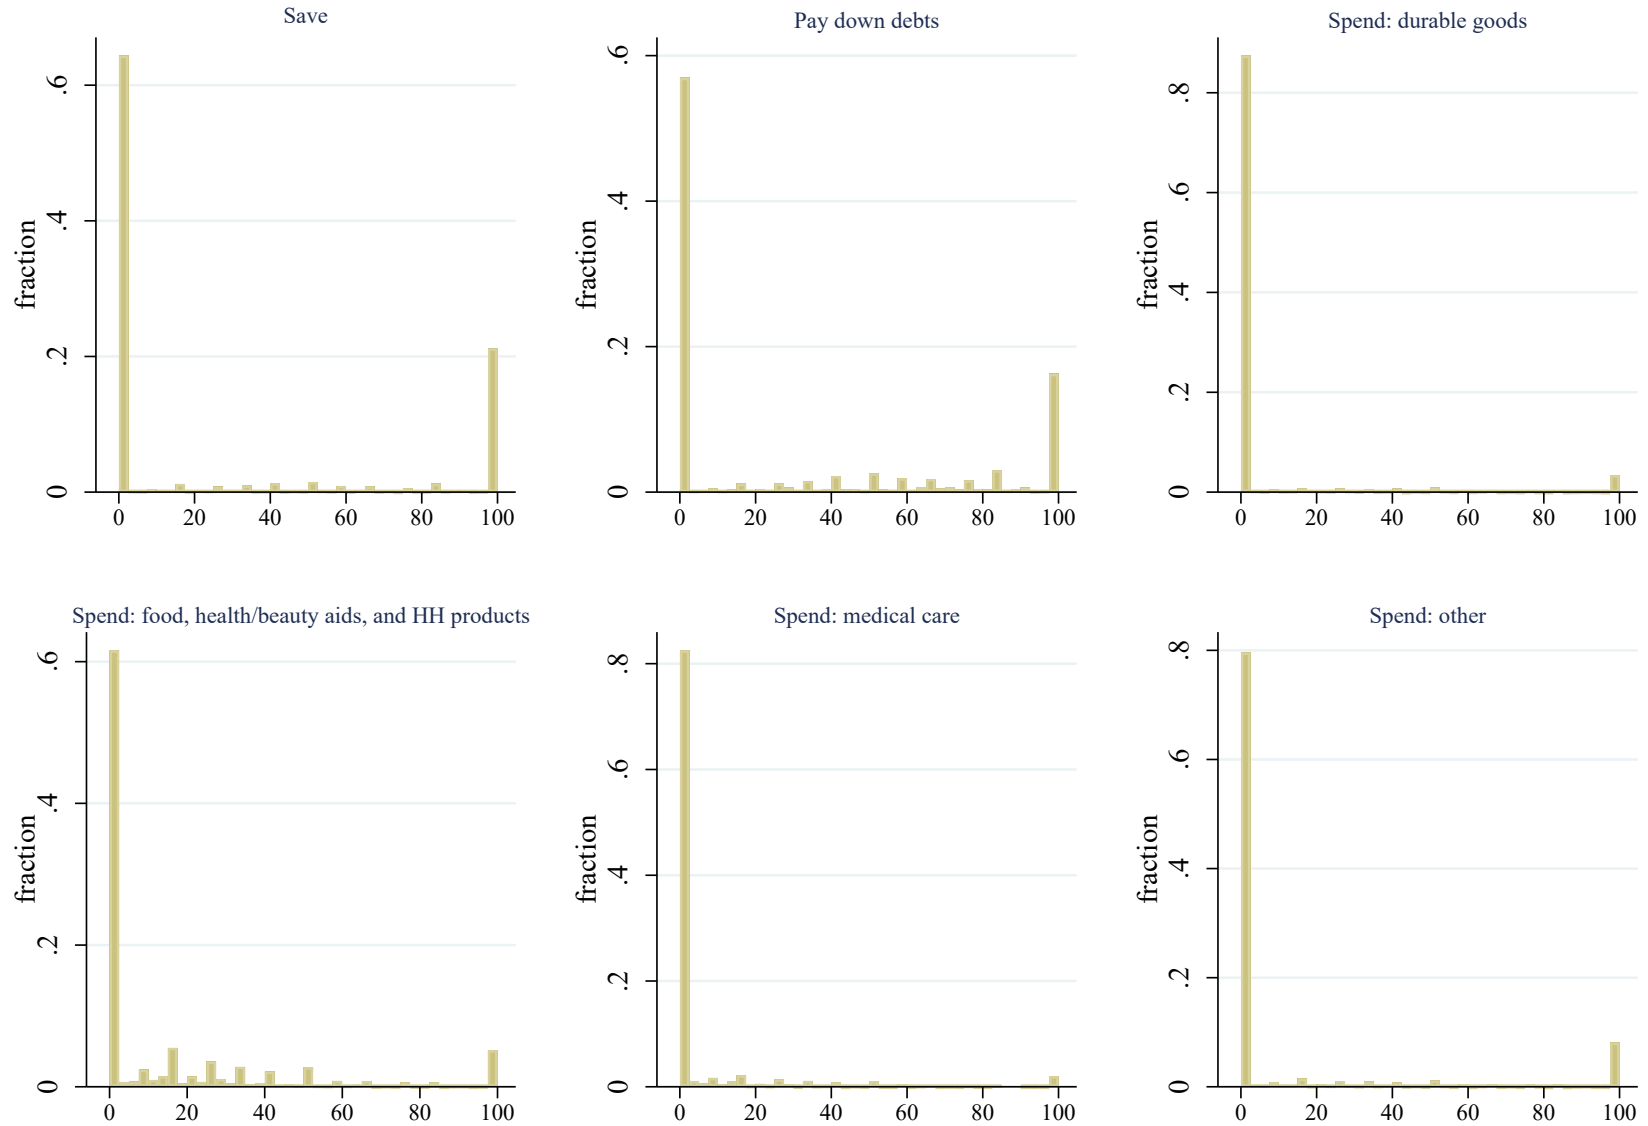 Save
fraction
.6
.4
.2
0
0 20 40 60 80 100
Pay down debts
fraction
.6
.4
.2
0
0 20 40 60 80 100
Spend: durable goods
fraction
.8
.6
.4
.2
0
0 20 40 60 80 100
Spend: food, health/beauty aids, and HH products
fraction
.6
.4
.2
0
0 20 40 60 80 100
Spend: medical care
fraction
.8
.6
.4
.2
0
0 20 40 60 80 100
Spend: other
fraction
.8
.6
.4
.2
0
0 20 40 60 80 100